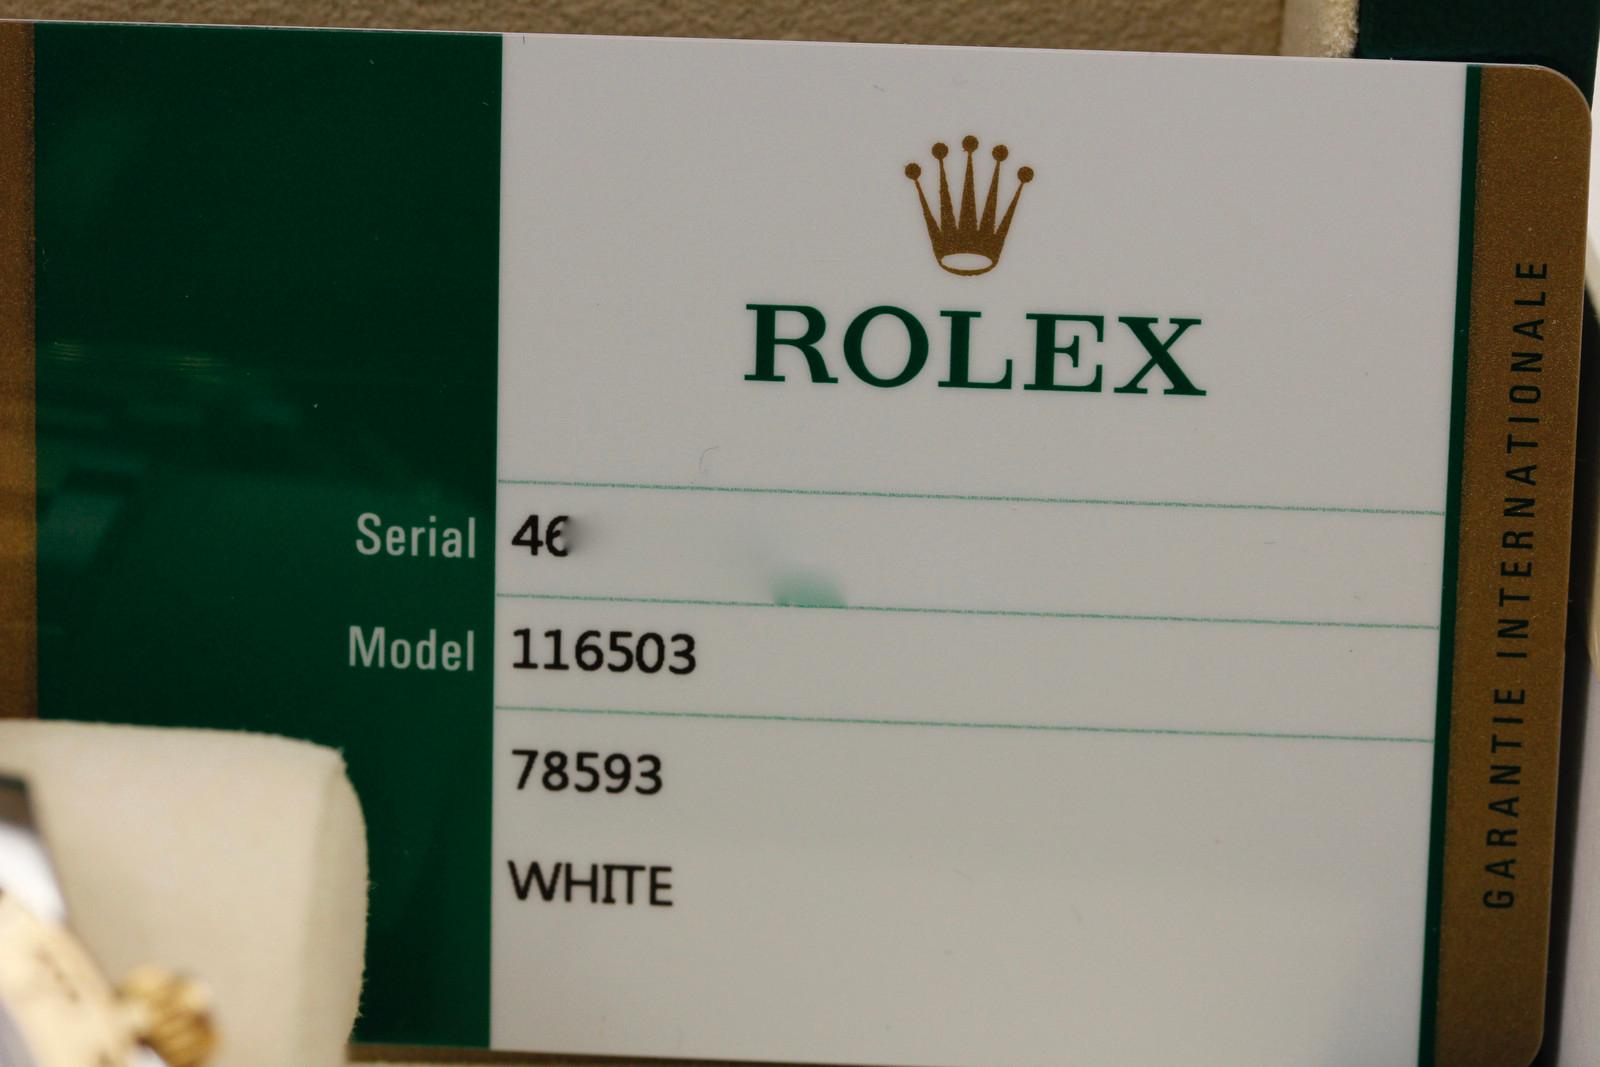 ROLEX
Serial 46
Model 116503
78593
WHITE
GARANTIE INTERNATIONALE